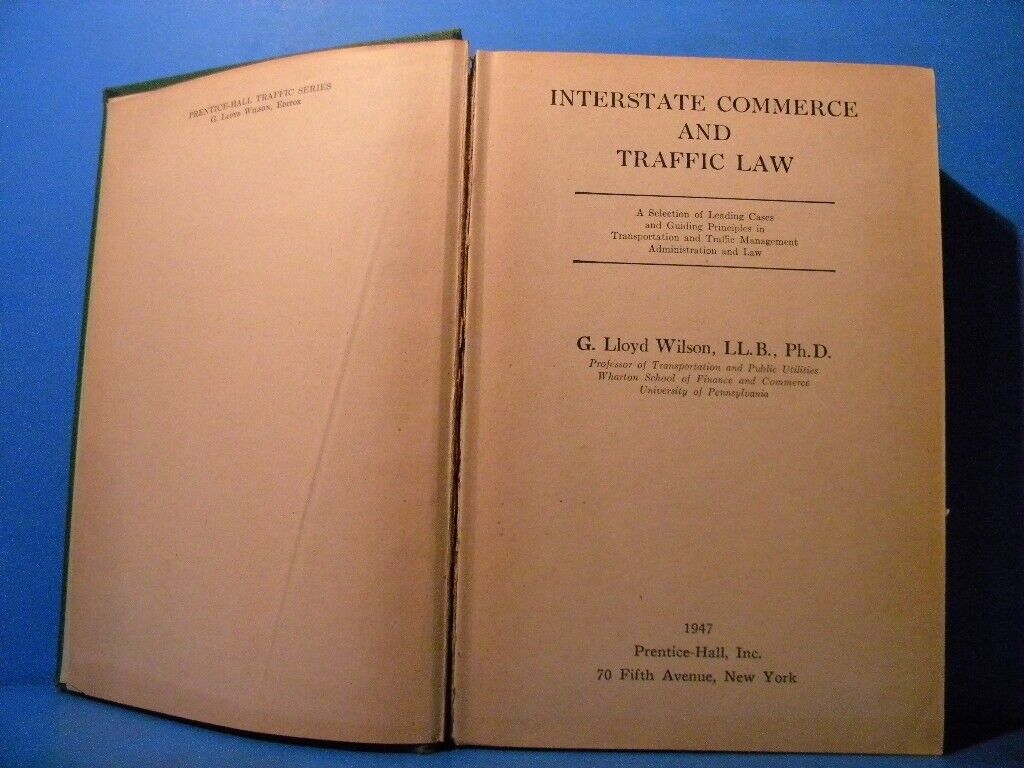 PRENTICE-HALL TRAFFIC SERIES
G. Lloyd Wilson, Editor
INTERSTATE COMMERCE
AND
TRAFFIC LAW
A Selection of Leading Cases
and Guiding Principles in
Transportation and Traffic Management
Administration and Law
G. Lloyd Wilson, LL.B., Ph.D.
Professor of Transportation and Public Utilities
Wharton School of Finance and Commerce
University of Pennsylvania
1947
Prentice-Hall, Inc.
70 Fifth Avenue, New York